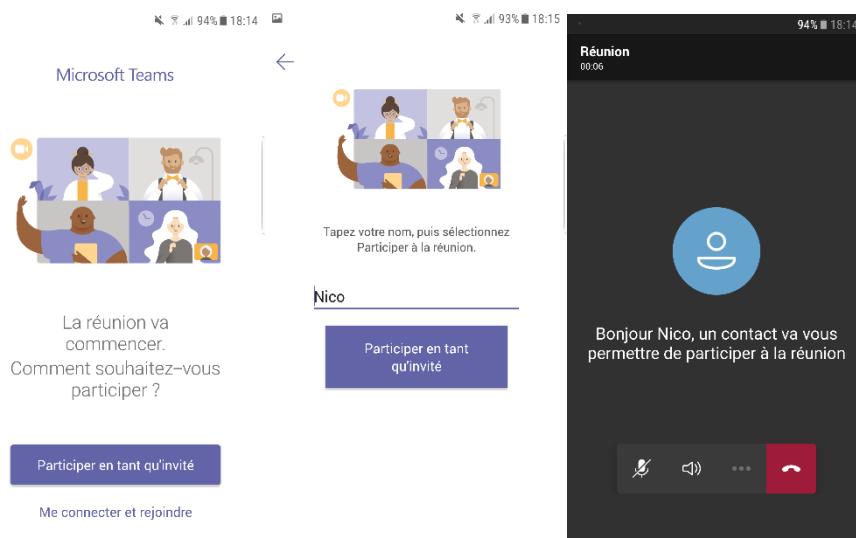 94% 18:14
Microsoft Teams
La réunion va
commencer.
Comment souhaitez-vous
participer ?
Participer en tant qu'invité
Me connecter et rejoindre
93% 18:15
Tapez votre nom, puis sélectionnez
Participer à la réunion.
Nico
Participer en tant
qu'invité
94% 18:14
Réunion
00:06
Bonjour Nico, un contact va vous
permettre de participer à la réunion